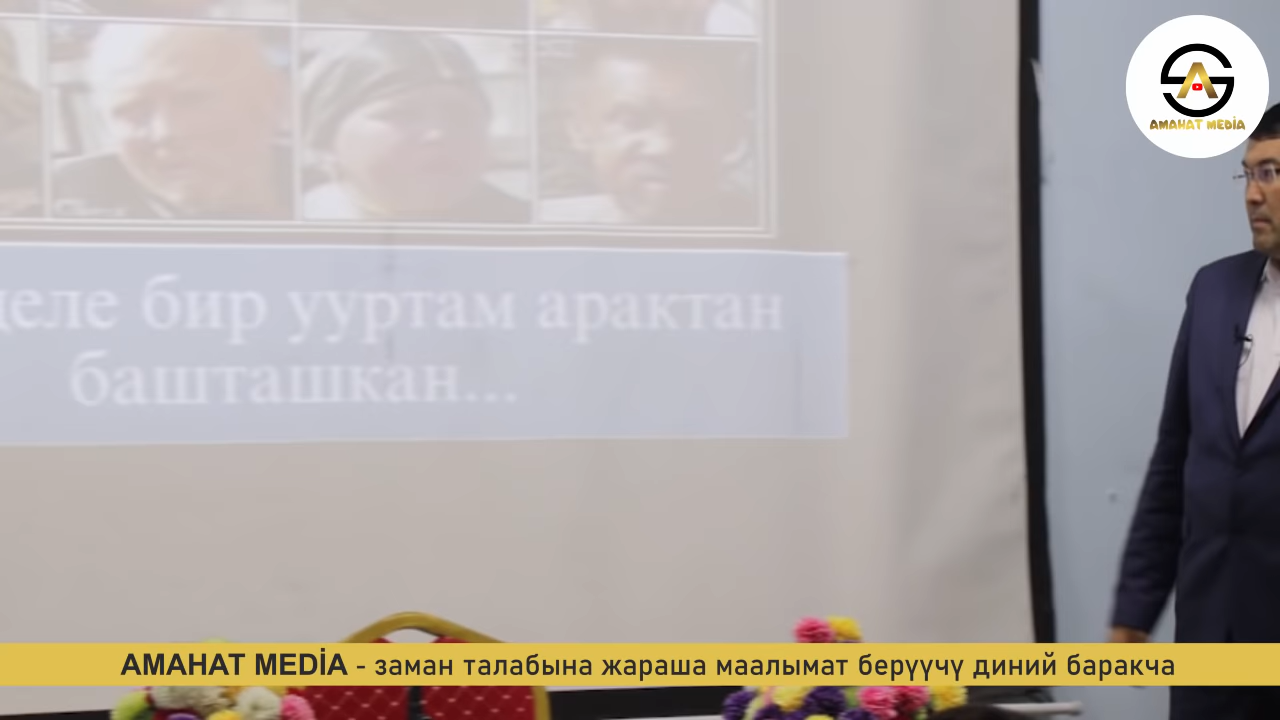 AMAHAT MEDİA
бир ууртам арактан
башташкан...
АМАНАТ MEDİA - заман талабына жараша маалымат берүүчү диний баракча